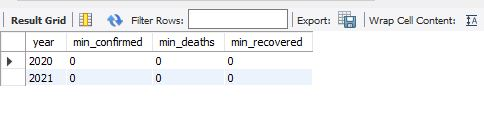 Result Grid Filter Rows: Export: Wrap Cell Content: IA
year min_confirmed min_deaths min_recovered
2020 0 0 0
2021 0 0 0